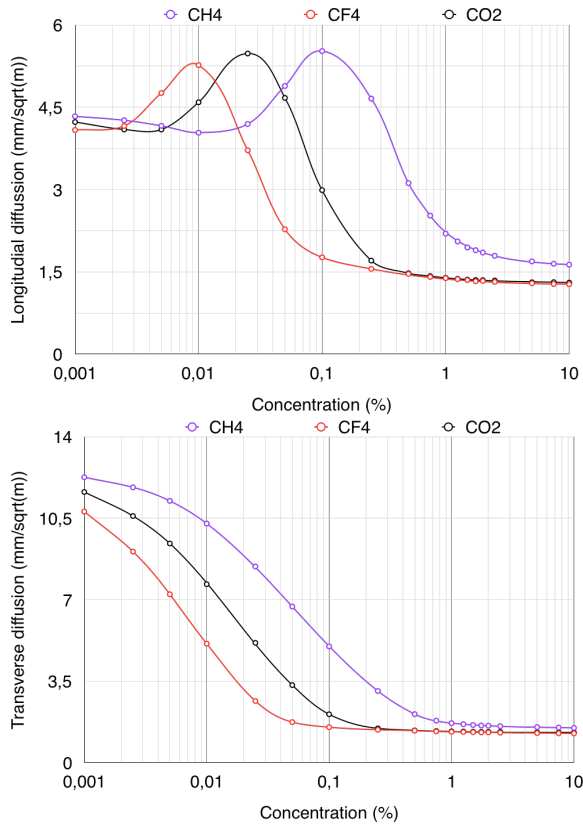 CH4 CF4 CO2
Longitudial diffussion (mm/sqrt(m))
6
4,5
3
1,5
0
0,001 0,01 0,1 1 10
Concentration (%)
CH4 CF4 CO2
Transverse diffusion (mm/sqrt(m))
14
10,5
7
3,5
0
0,001 0,01 0,1 1 10
Concentration (%)